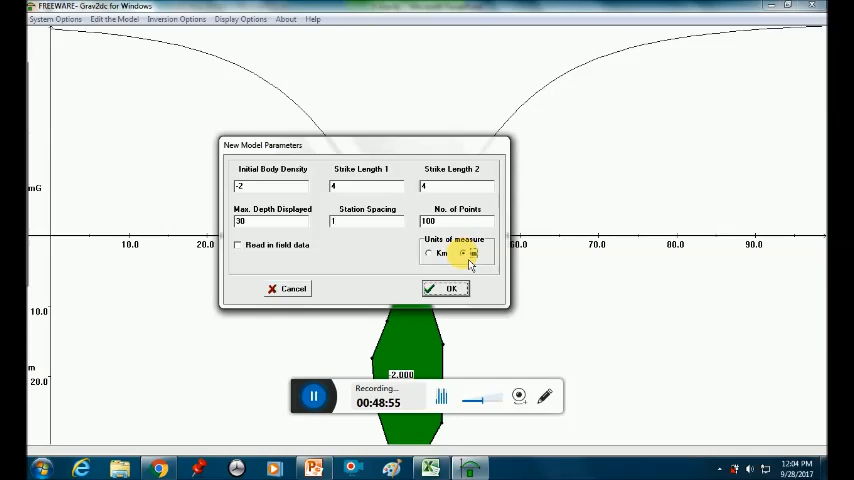 FREEWARE- Grav2dc for Windows
System Options Edit the Model Inversion Options Display Options About Help
New Model Parameters
Initial Body Density Strike Length 1 Strike Length 2
-2 4 4
Max. Depth Displayed Station Spacing No. of Points
30 1 100
mG
Units of measure
10.0 20.0 60.0 70.0 80.0 90.0
Read in field data
Km m
Cancel OK
10.0
m
-2.000
20.0
Recording...
00:48:55
12:04 PM
9/28/2017